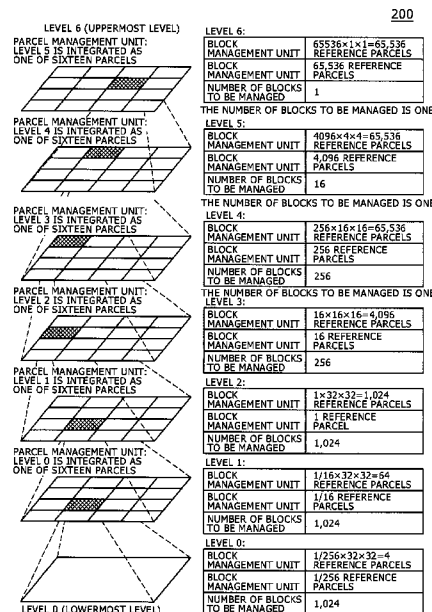 200
LEVEL 6 (UPPERMOST LEVEL)
PARCEL MANAGEMENT UNIT:
LEVEL 5 IS INTEGRATED AS
ONE OF SIXTEEN PARCELS
LEVEL 6:
BLOCK MANAGEMENT UNIT
65536×1×1=65,536 REFERENCE PARCELS
BLOCK MANAGEMENT UNIT
65,536 REFERENCE PARCELS
NUMBER OF BLOCKS TO BE MANAGED
1
THE NUMBER OF BLOCKS TO BE MANAGED IS ONE
PARCEL MANAGEMENT UNIT:
LEVEL 4 IS INTEGRATED AS
ONE OF SIXTEEN PARCELS
LEVEL 5:
BLOCK MANAGEMENT UNIT
4096×4×4=65,536 REFERENCE PARCELS
BLOCK MANAGEMENT UNIT
4,096 REFERENCE PARCELS
NUMBER OF BLOCKS TO BE MANAGED
16
THE NUMBER OF BLOCKS TO BE MANAGED IS ONE
PARCEL MANAGEMENT UNIT:
LEVEL 3 IS INTEGRATED AS
ONE OF SIXTEEN PARCELS
LEVEL 4:
BLOCK MANAGEMENT UNIT
256×16×16=65,536 REFERENCE PARCELS
BLOCK MANAGEMENT UNIT
256 REFERENCE PARCELS
NUMBER OF BLOCKS TO BE MANAGED
256
THE NUMBER OF BLOCKS TO BE MANAGED IS ONE
PARCEL MANAGEMENT UNIT:
LEVEL 2 IS INTEGRATED AS
ONE OF SIXTEEN PARCELS
LEVEL 3:
BLOCK MANAGEMENT UNIT
16×16×16=4,096 REFERENCE PARCELS
BLOCK MANAGEMENT UNIT
16 REFERENCE PARCELS
NUMBER OF BLOCKS TO BE MANAGED
256
PARCEL MANAGEMENT UNIT:
LEVEL 1 IS INTEGRATED AS
ONE OF SIXTEEN PARCELS
LEVEL 2:
BLOCK MANAGEMENT UNIT
1×32×32=1,024 REFERENCE PARCELS
BLOCK MANAGEMENT UNIT
1 REFERENCE PARCEL
NUMBER OF BLOCKS TO BE MANAGED
1,024
PARCEL MANAGEMENT UNIT:
LEVEL 0 IS INTEGRATED AS
ONE OF SIXTEEN PARCELS
LEVEL 1:
BLOCK MANAGEMENT UNIT
1/16×32×32=64 REFERENCE PARCELS
BLOCK MANAGEMENT UNIT
1/16 REFERENCE PARCELS
NUMBER OF BLOCKS TO BE MANAGED
1,024
LEVEL 0:
BLOCK MANAGEMENT UNIT
1/256×32×32=4 REFERENCE PARCELS
BLOCK MANAGEMENT UNIT
1/256 REFERENCE PARCELS
NUMBER OF BLOCKS TO BE MANAGED
1,024
LEVEL 0 (LOWERMOST LEVEL)